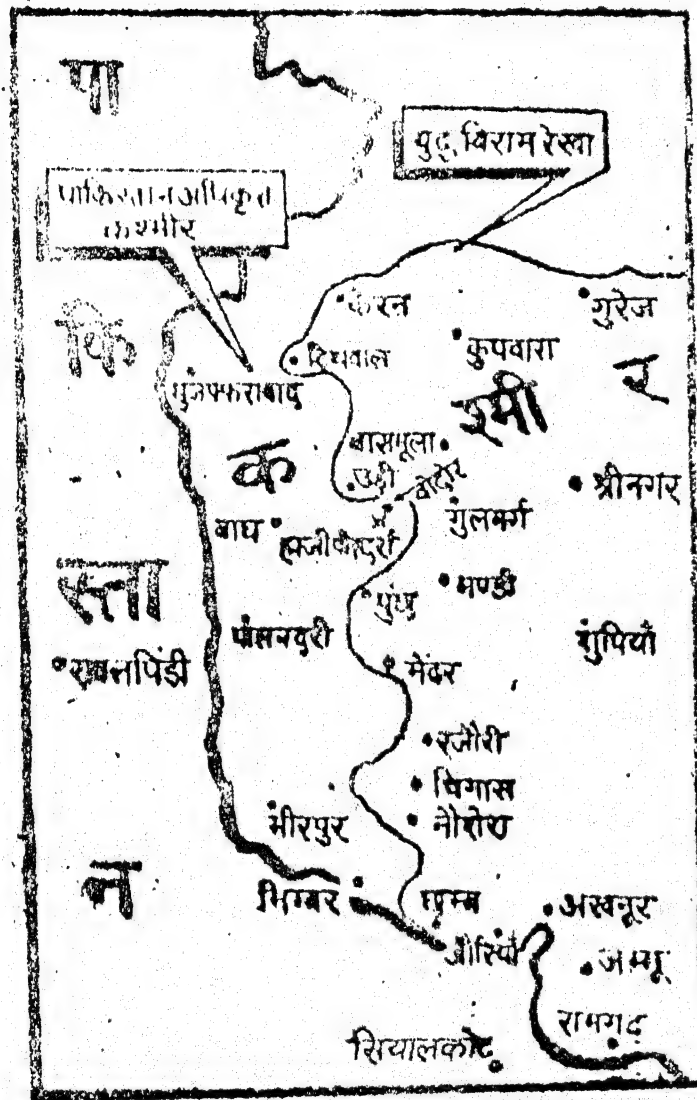 पा
युद्ध विराम रेखा
पाकिस्तान अधिकृत
कश्मीर
केरन
गुरेज
कि
रिथवाल
कुपवारा
र
मुजफ्फराबाद
श्मी
बारामूला
क
उड़ी
श्रीनगर
गुलमर्ग
बाघ
हाजीपीर दर्रा
स्ता
पुंछ
मण्डी
शुपियाँ
रावलपिंडी
मेंढर
रजौरी
चिंगास
मीरपुर
नौशेरा
न
भिम्बर
छम्ब
अखनूर
जौरियाँ
जम्मू
रामगढ़
सियालकोट